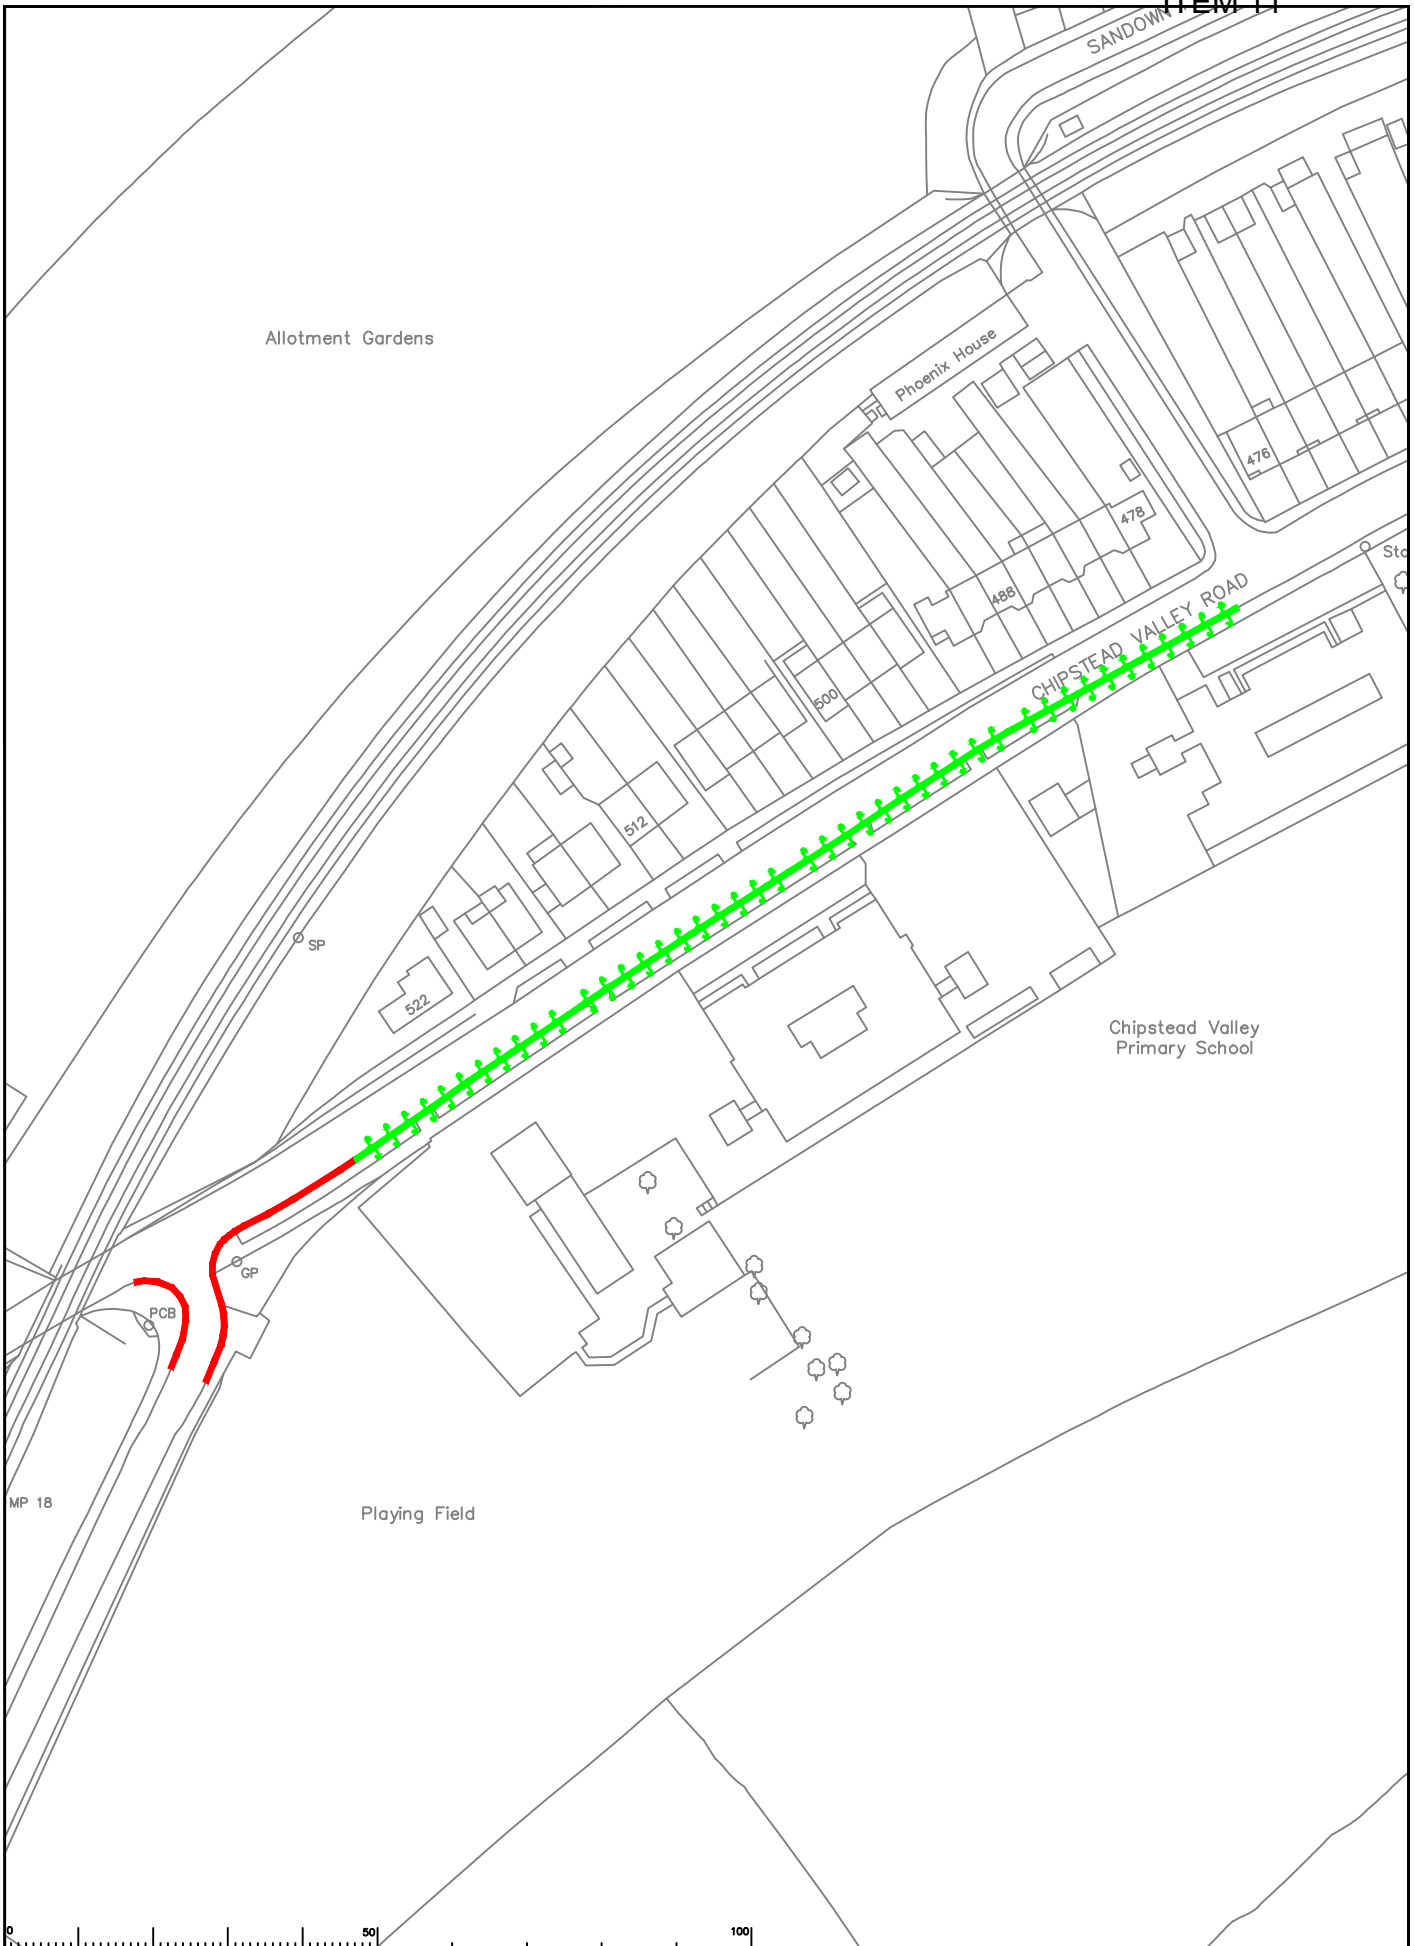 ITEM 11
SANDOWN
Allotment Gardens
Phoenix House
476
478
488
CHIPSTEAD VALLEY ROAD
500
512
SP
522
Chipstead Valley
Primary School
GP
PCB
MP 18
Playing Field
0
50
100